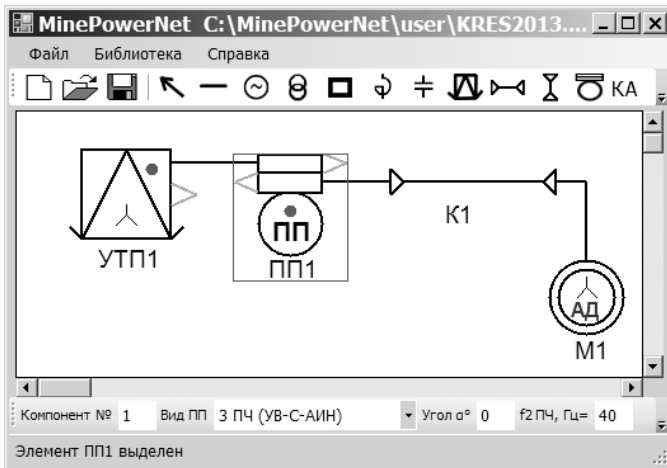 MinePowerNet C:\MinePowerNet\user\KRES2013....
Файл Библиотека Справка
КА
УТП1
ПП
ПП1
К1
АД
М1
Компонент № 1 Вид ПП 3 ПЧ (УВ-С-АИН) Угол α° 0 f2 ПЧ, Гц= 40
Элемент ПП1 выделен